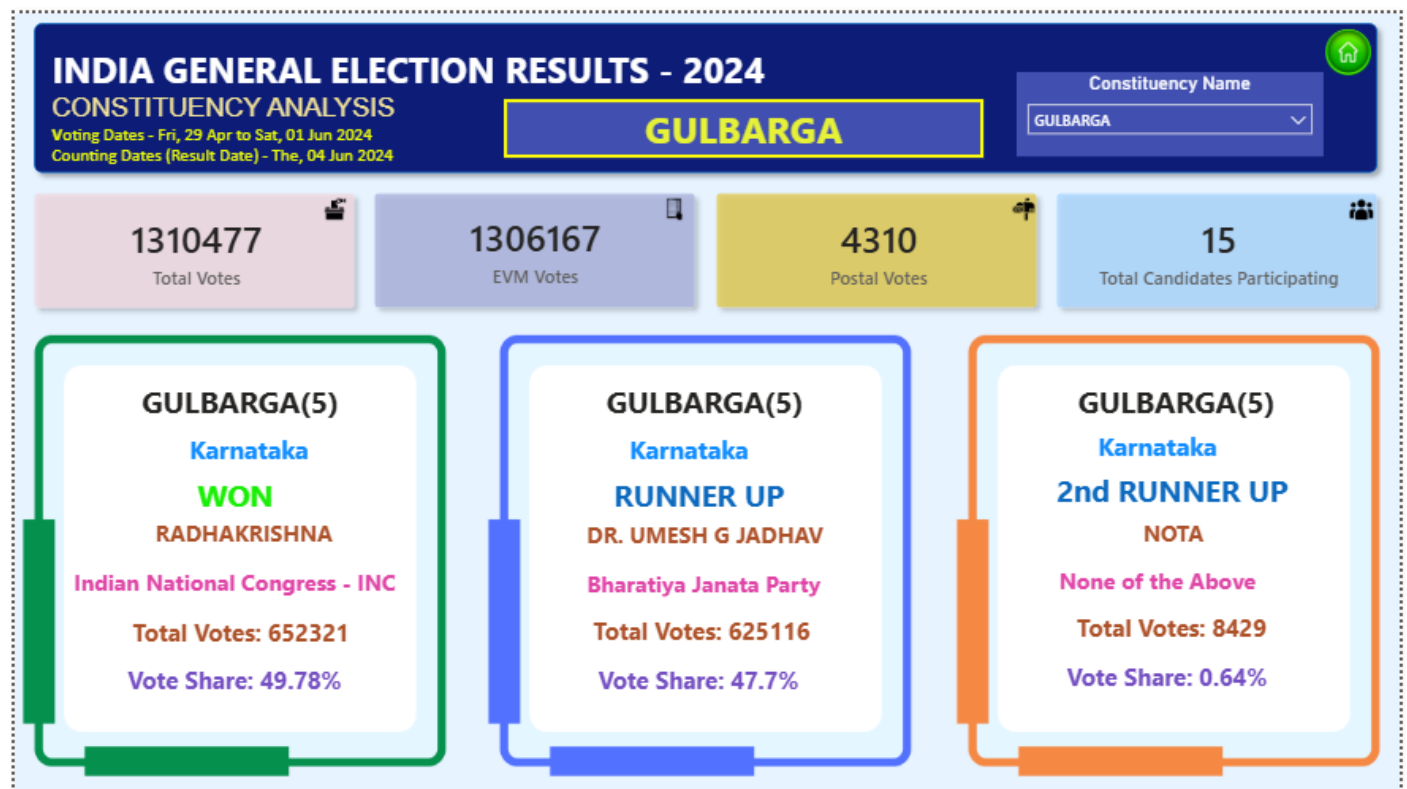 INDIA GENERAL ELECTION RESULTS - 2024
CONSTITUENCY ANALYSIS
Voting Dates - Fri, 29 Apr to Sat, 01 Jun 2024
Counting Dates (Result Date) - The, 04 Jun 2024
GULBARGA
Constituency Name
GULBARGA
1310477
Total Votes
1306167
EVM Votes
4310
Postal Votes
15
Total Candidates Participating
GULBARGA(5)
Karnataka
WON
RADHAKRISHNA
Indian National Congress - INC
Total Votes: 652321
Vote Share: 49.78%
GULBARGA(5)
Karnataka
RUNNER UP
DR. UMESH G JADHAV
Bharatiya Janata Party
Total Votes: 625116
Vote Share: 47.7%
GULBARGA(5)
Karnataka
2nd RUNNER UP
NOTA
None of the Above
Total Votes: 8429
Vote Share: 0.64%